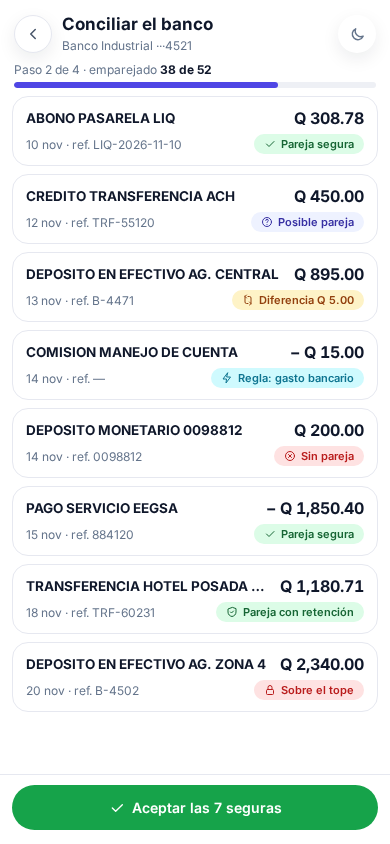 Conciliar el banco
Banco Industrial ···4521
Paso 2 de 4 · emparejado 38 de 52
ABONO PASARELA LIQ Q 308.78
10 nov · ref. LIQ-2026-11-10 Pareja segura
CREDITO TRANSFERENCIA ACH Q 450.00
12 nov · ref. TRF-55120 Posible pareja
DEPOSITO EN EFECTIVO AG. CENTRAL Q 895.00
13 nov · ref. B-4471 Diferencia Q 5.00
COMISION MANEJO DE CUENTA – Q 15.00
14 nov · ref. — Regla: gasto bancario
DEPOSITO MONETARIO 0098812 Q 200.00
14 nov · ref. 0098812 Sin pareja
PAGO SERVICIO EEGSA – Q 1,850.40
15 nov · ref. 884120 Pareja segura
TRANSFERENCIA HOTEL POSADA ... Q 1,180.71
18 nov · ref. TRF-60231 Pareja con retención
DEPOSITO EN EFECTIVO AG. ZONA 4 Q 2,340.00
20 nov · ref. B-4502 Sobre el tope
Aceptar las 7 seguras